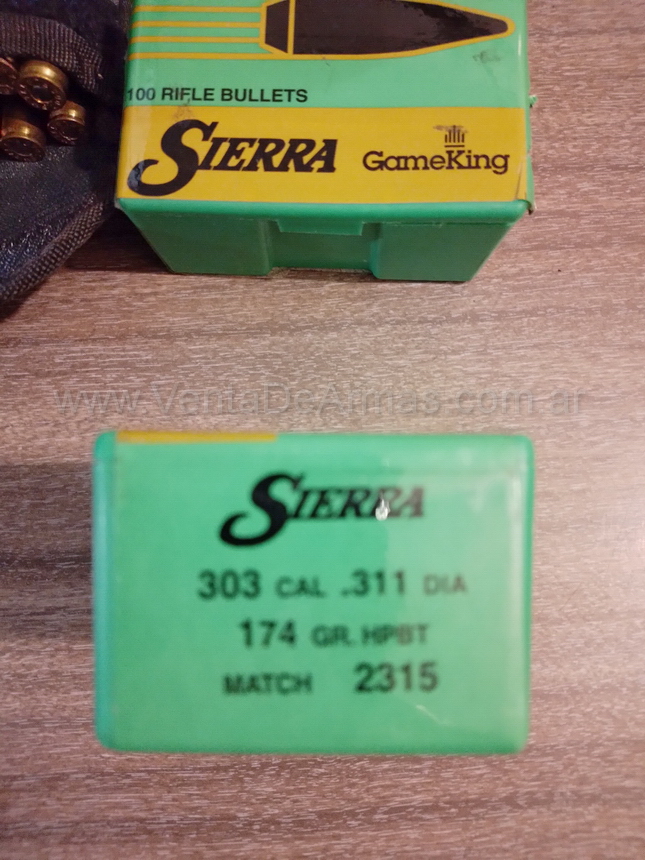 100 RIFLE BULLETS
SIERRA GameKing
www.VentaDeArmas.com.ar
SIERRA
303 CAL .311 DIA
174 GR. HPBT
MATCH 2315